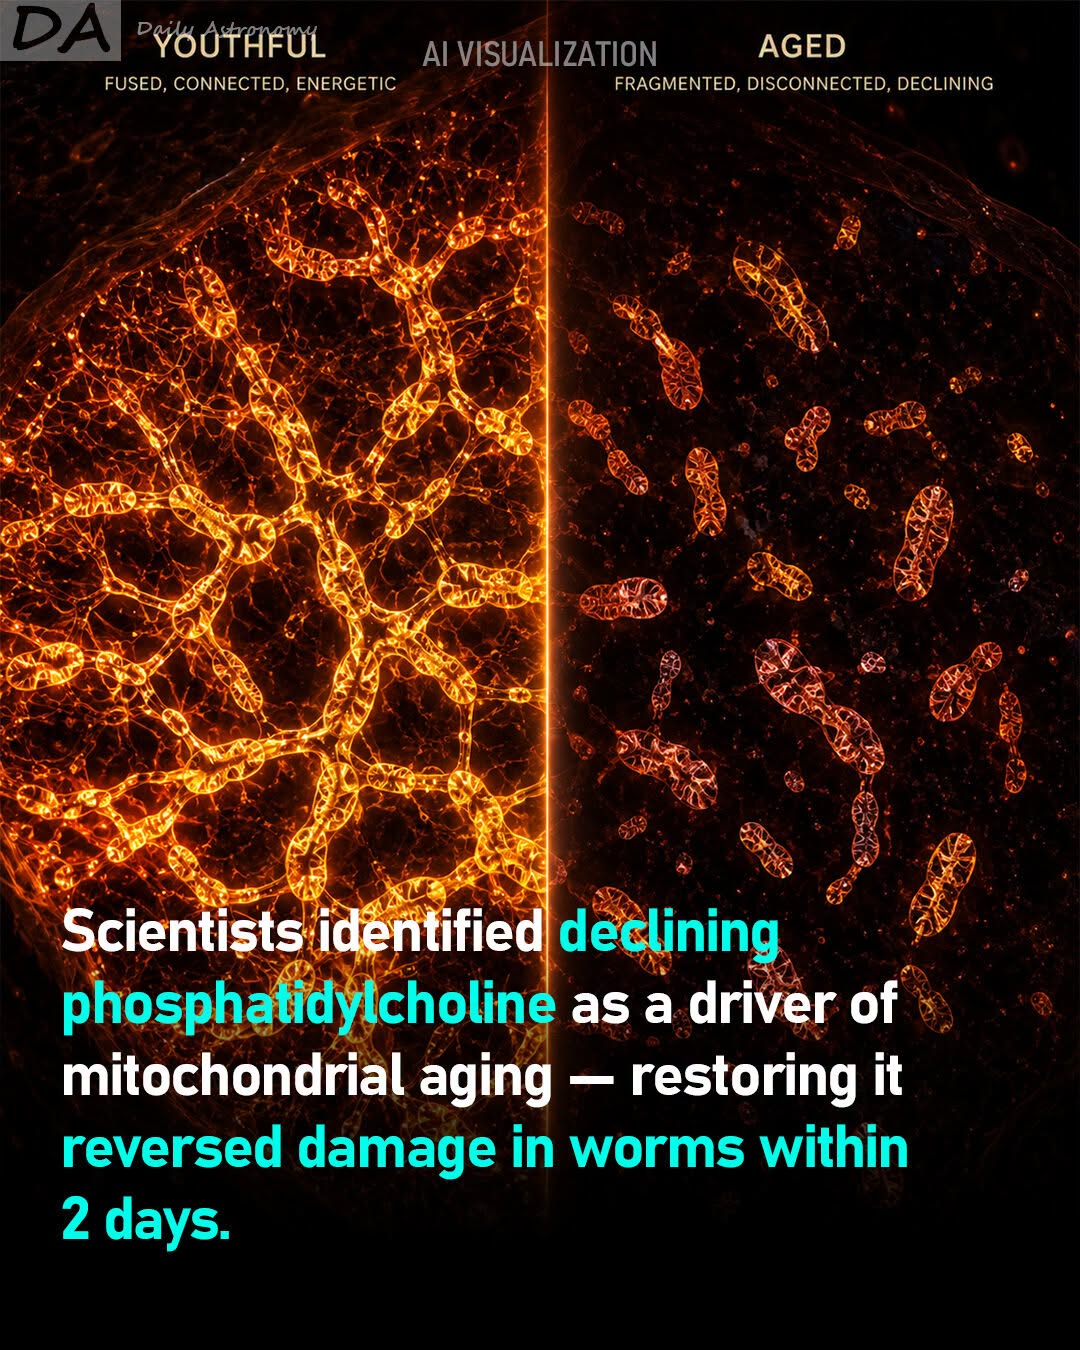 DA Daily Astronomy
YOUTHFUL
FUSED, CONNECTED, ENERGETIC
AI VISUALIZATION
AGED
FRAGMENTED, DISCONNECTED, DECLINING
Scientists identified declining
phosphatidylcholine as a driver of
mitochondrial aging — restoring it
reversed damage in worms within
2 days.